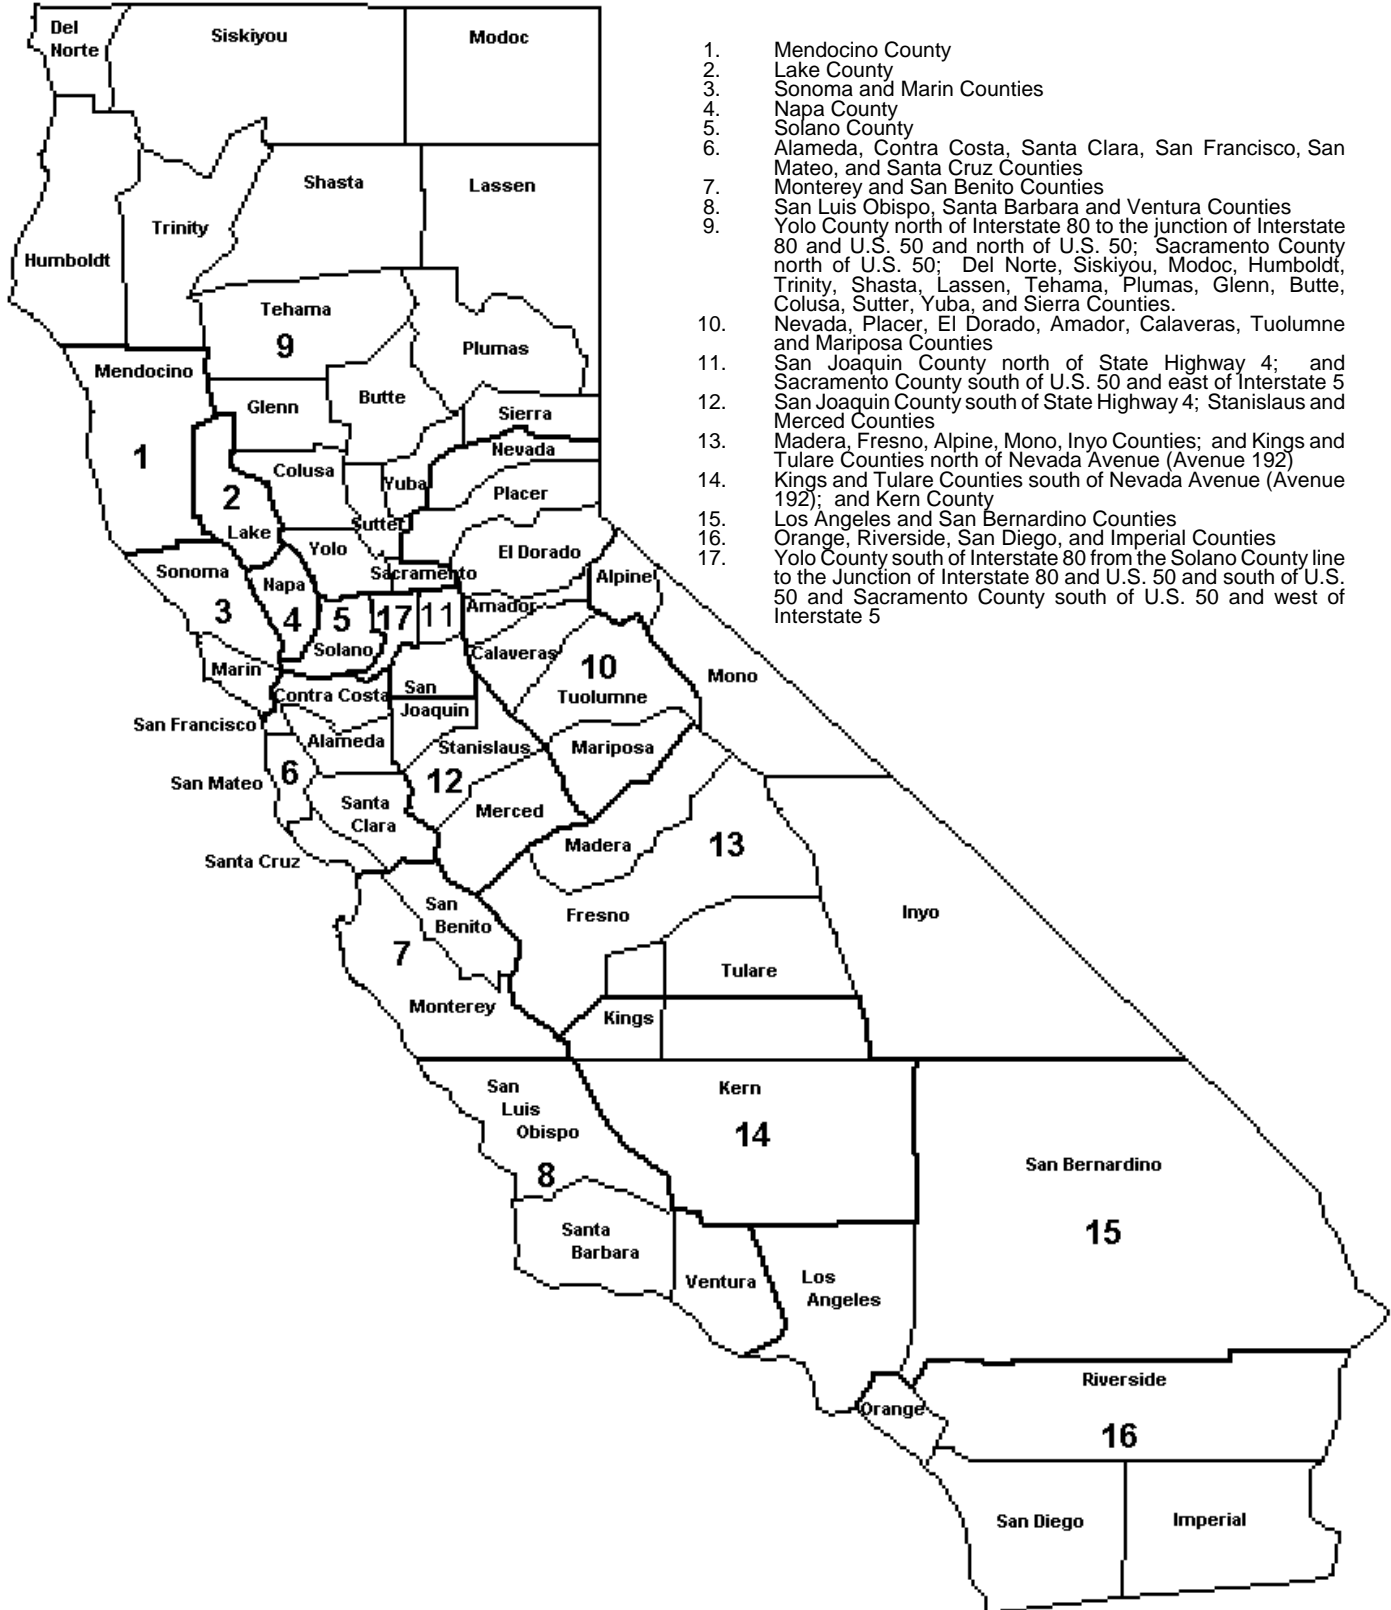 Del
Norte
Siskiyou
Modoc
1. Mendocino County
2. Lake County
3. Sonoma and Marin Counties
4. Napa County
5. Solano County
6. Alameda, Contra Costa, Santa Clara, San Francisco, San
Mateo, and Santa Cruz Counties
7. Monterey and San Benito Counties
8. San Luis Obispo, Santa Barbara and Ventura Counties
9. Yolo County north of Interstate 80 to the junction of Interstate
80 and U.S. 50 and north of U.S. 50; Sacramento County
north of U.S. 50; Del Norte, Siskiyou, Modoc, Humboldt,
Trinity, Shasta, Lassen, Tehama, Plumas, Glenn, Butte,
Colusa, Sutter, Yuba, and Sierra Counties.
10. Nevada, Placer, El Dorado, Amador, Calaveras, Tuolumne
and Mariposa Counties
11. San Joaquin County north of State Highway 4; and
Sacramento County south of U.S. 50 and east of Interstate 5
12. San Joaquin County south of State Highway 4; Stanislaus and
Merced Counties
13. Madera, Fresno, Alpine, Mono, Inyo Counties; and Kings and
Tulare Counties north of Nevada Avenue (Avenue 192)
14. Kings and Tulare Counties south of Nevada Avenue (Avenue
192); and Kern County
15. Los Angeles and San Bernardino Counties
16. Orange, Riverside, San Diego, and Imperial Counties
17. Yolo County south of Interstate 80 from the Solano County line
to the Junction of Interstate 80 and U.S. 50 and south of U.S.
50 and Sacramento County south of U.S. 50 and west of
Interstate 5
Shasta
Lassen
Trinity
Humboldt
Tehama
9
Plumas
Mendocino
Butte
Glenn
Sierra
Nevada
1
Colusa
Yuba
Placer
2
Sutter
Lake
Yolo
El Dorado
Sonoma
Napa
Sacramento
Alpine
3
4
5
17
11
Amador
Solano
Calaveras
10
Marin
Contra Costa
San
Joaquin
Tuolumne
Mono
San Francisco
Alameda
Stanislaus
Mariposa
San Mateo
6
12
Santa
Clara
Merced
Madera
13
Santa Cruz
San
Benito
Fresno
Inyo
7
Tulare
Monterey
Kings
San
Luis
Obispo
Kern
14
8
San Bernardino
15
Santa
Barbara
Ventura
Los
Angeles
Riverside
Orange
16
San Diego
Imperial